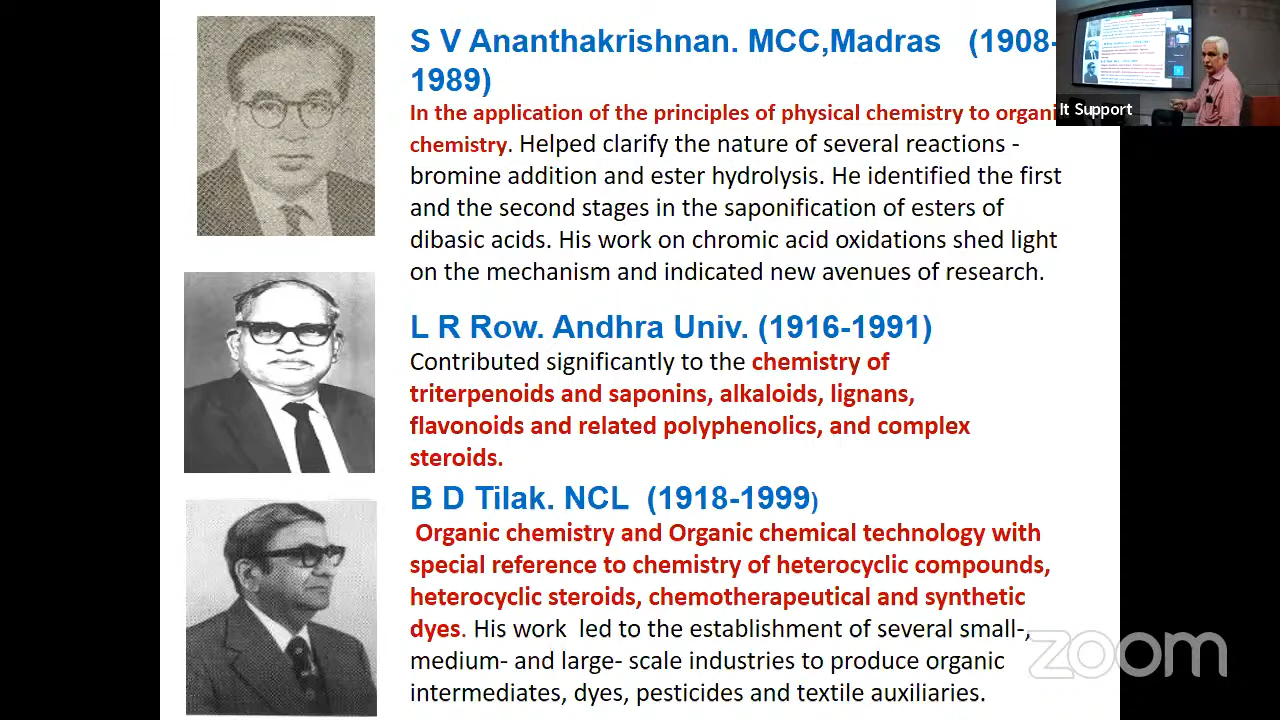 S V Ananthakrishnan. MCC,Madras (1908-
1989)
In the application of the principles of physical chemistry to organi
chemistry. Helped clarify the nature of several reactions -
bromine addition and ester hydrolysis. He identified the first
and the second stages in the saponification of esters of
dibasic acids. His work on chromic acid oxidations shed light
on the mechanism and indicated new avenues of research.
L R Row. Andhra Univ. (1916-1991)
Contributed significantly to the chemistry of
triterpenoids and saponins, alkaloids, lignans,
flavonoids and related polyphenolics, and complex
steroids.
B D Tilak. NCL (1918-1999)
Organic chemistry and Organic chemical technology with
special reference to chemistry of heterocyclic compounds,
heterocyclic steroids, chemotherapeutical and synthetic
dyes. His work led to the establishment of several small-,
medium- and large- scale industries to produce organic
intermediates, dyes, pesticides and textile auxiliaries.
It Support
zoom